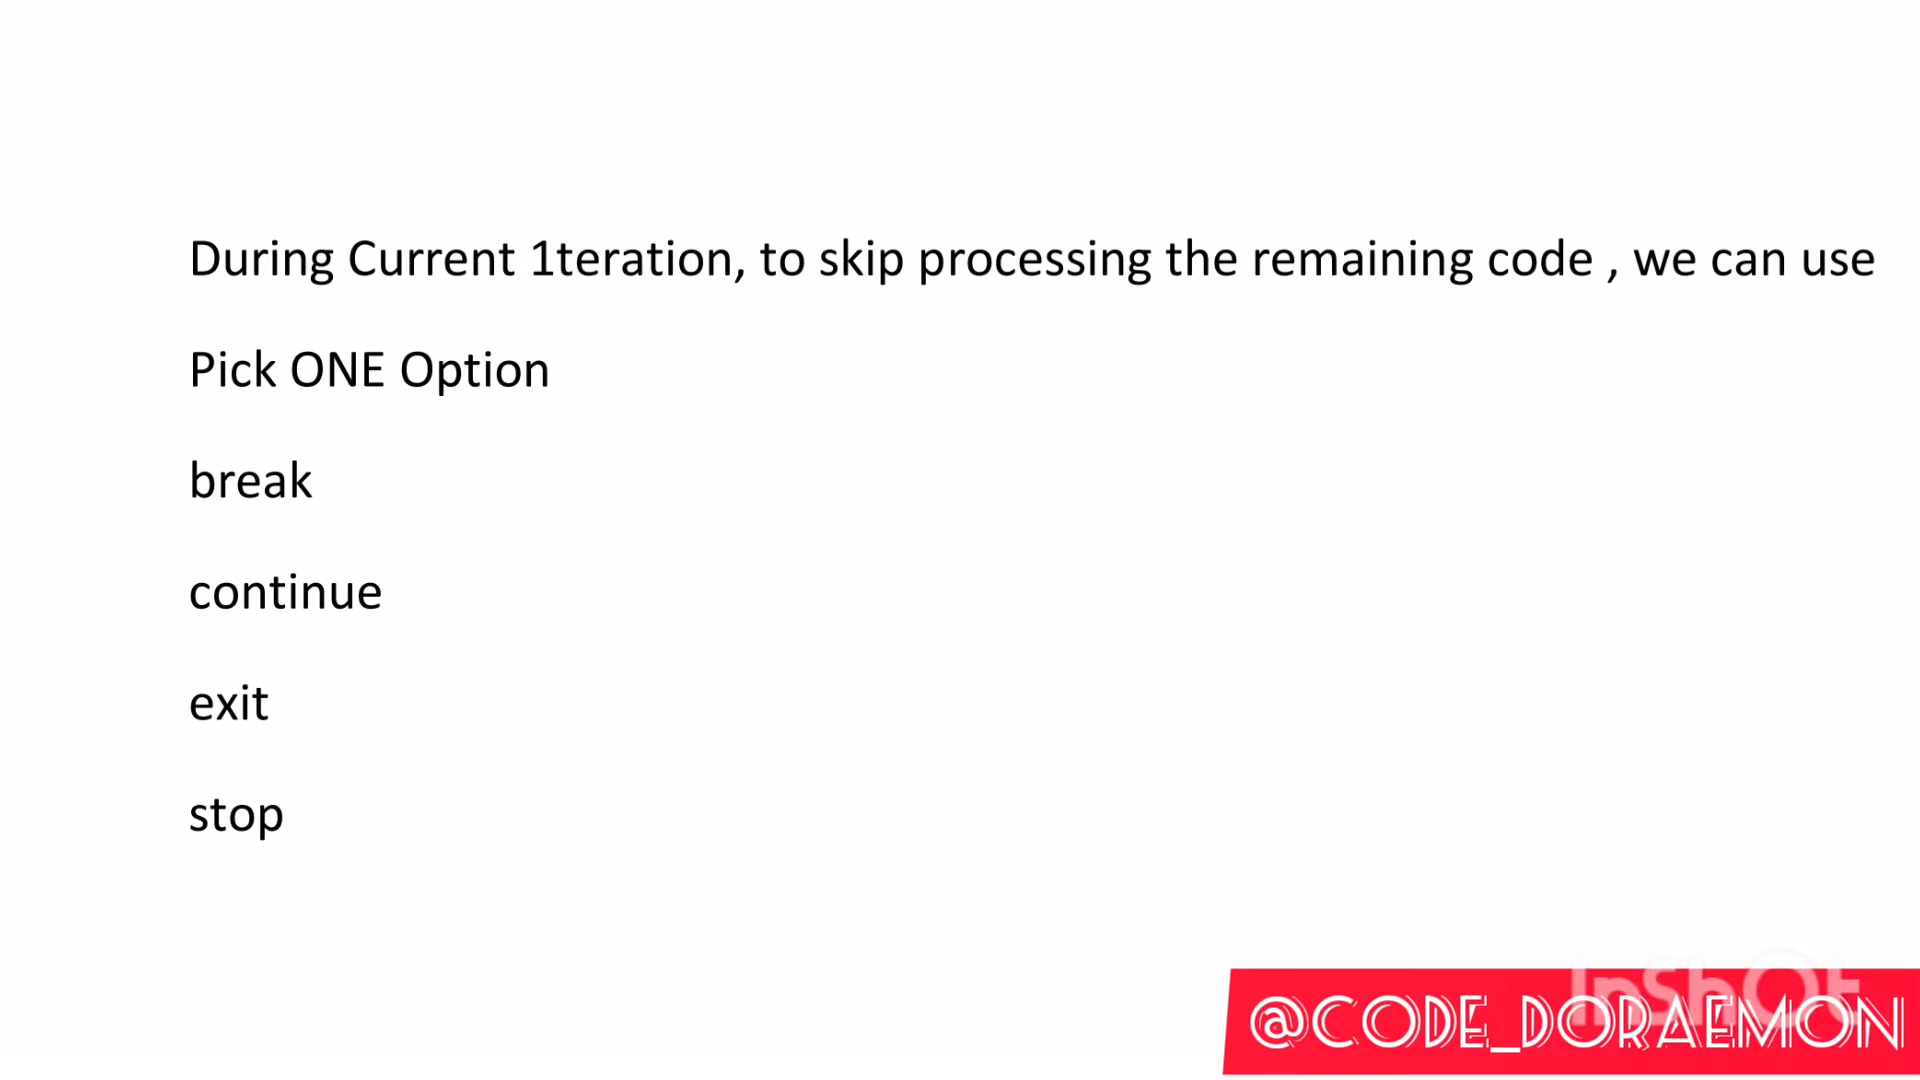 During Current 1teration, to skip processing the remaining code , we can use
Pick ONE Option
break
continue
exit
stop
InShOt
@CODE_DORAEMON